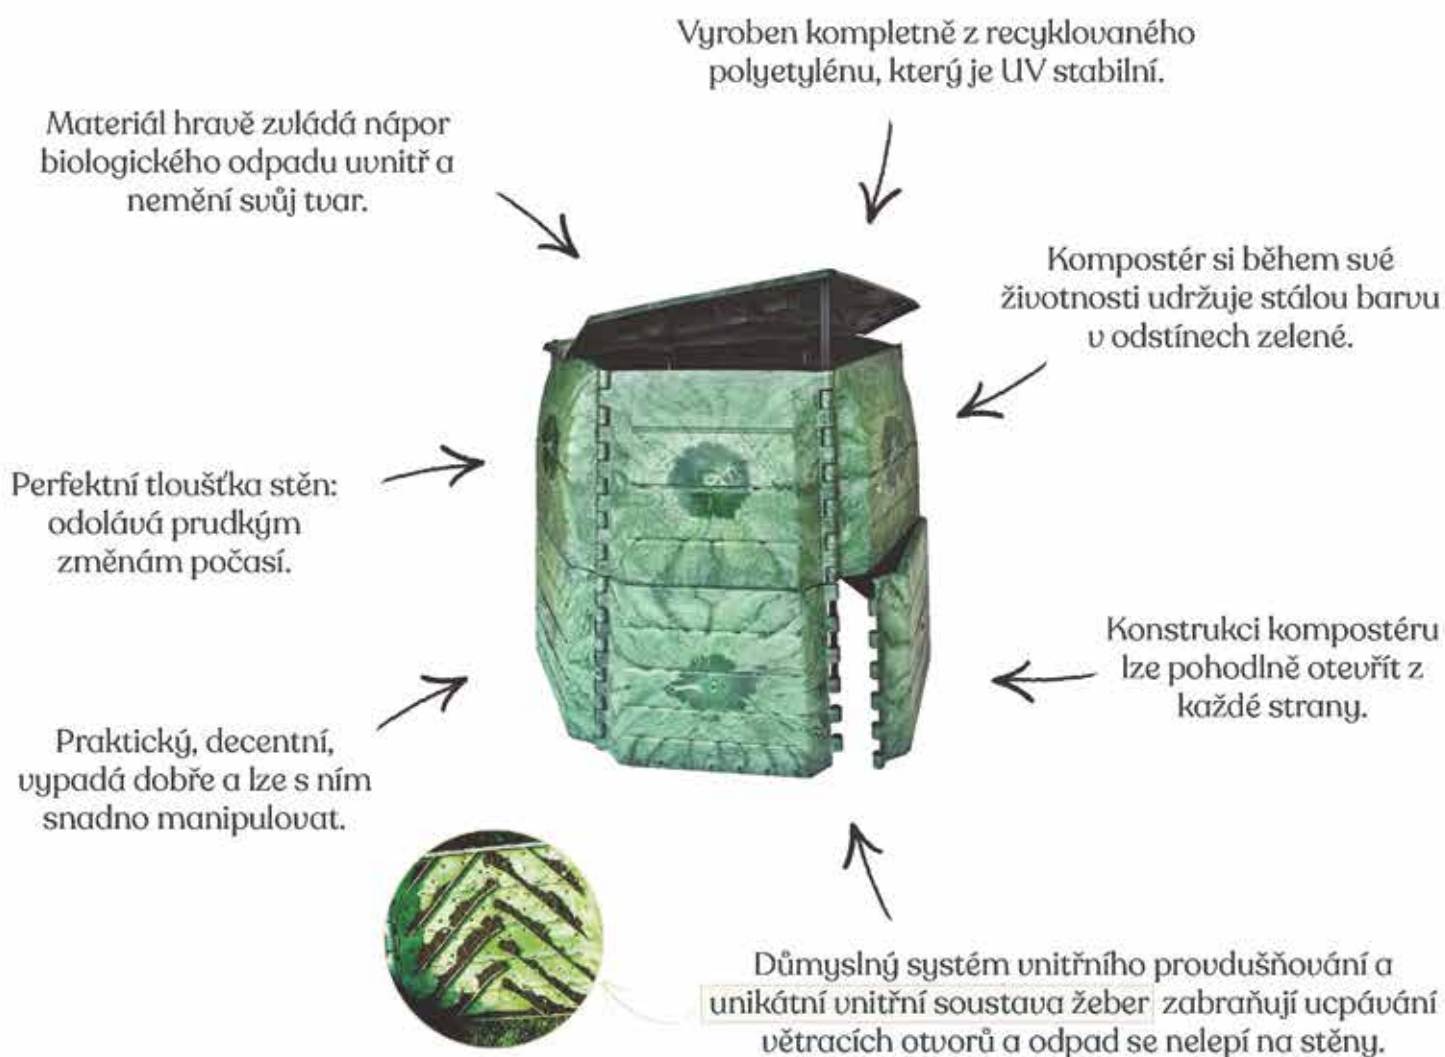 Vyroben kompletně z recyklovaného
polyetylénu, který je UV stabilní.
Materiál hravě zvládá nápor
biologického odpadu uvnitř a
nemění svůj tvar.
Kompostér si během své
životnosti udržuje stálou barvu
v odstínech zelené.
Perfektní tloušťka stěn:
odolává prudkým
změnám počasí.
Konstrukci kompostéru
lze pohodlně otevřít z
každé strany.
Praktický, decentní,
vypadá dobře a lze s ním
snadno manipulovat.
Důmyslný systém vnitřního provdušňování a
unikátní vnitřní soustava žeber zabraňují ucpávání
větracích otvorů a odpad se nelepí na stěny.